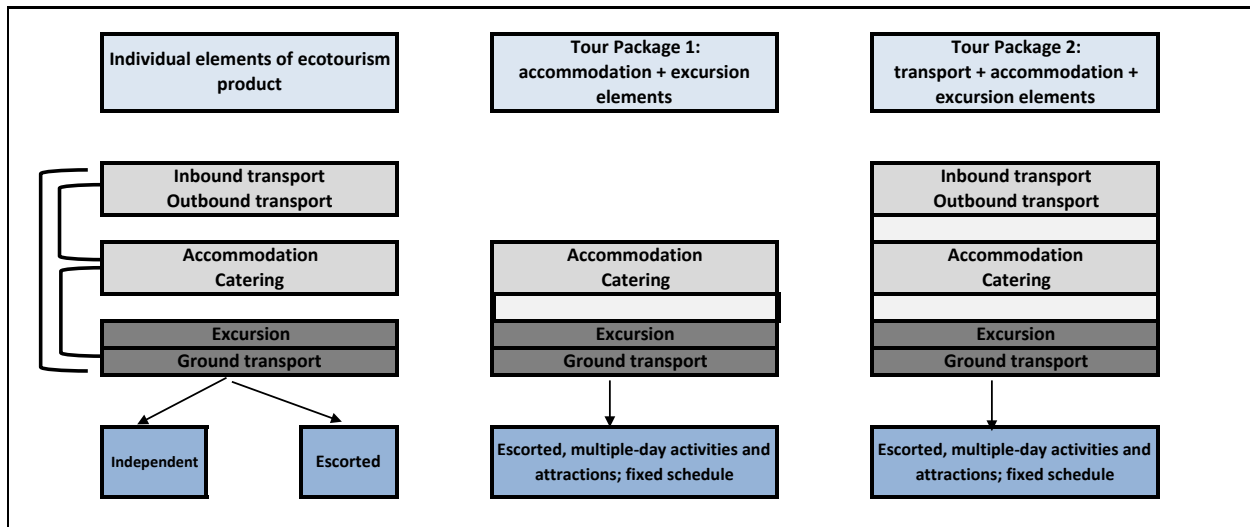 Individual elements of ecotourism
product
Tour Package 1:
accommodation + excursion
elements
Tour Package 2:
transport + accommodation +
excursion elements
Inbound transport
Outbound transport
Accommodation
Catering
Excursion
Ground transport
Independent
Escorted
Accommodation
Catering
Excursion
Ground transport
Escorted, multiple-day activities and
attractions; fixed schedule
Inbound transport
Outbound transport
Accommodation
Catering
Excursion
Ground transport
Escorted, multiple-day activities and
attractions; fixed schedule